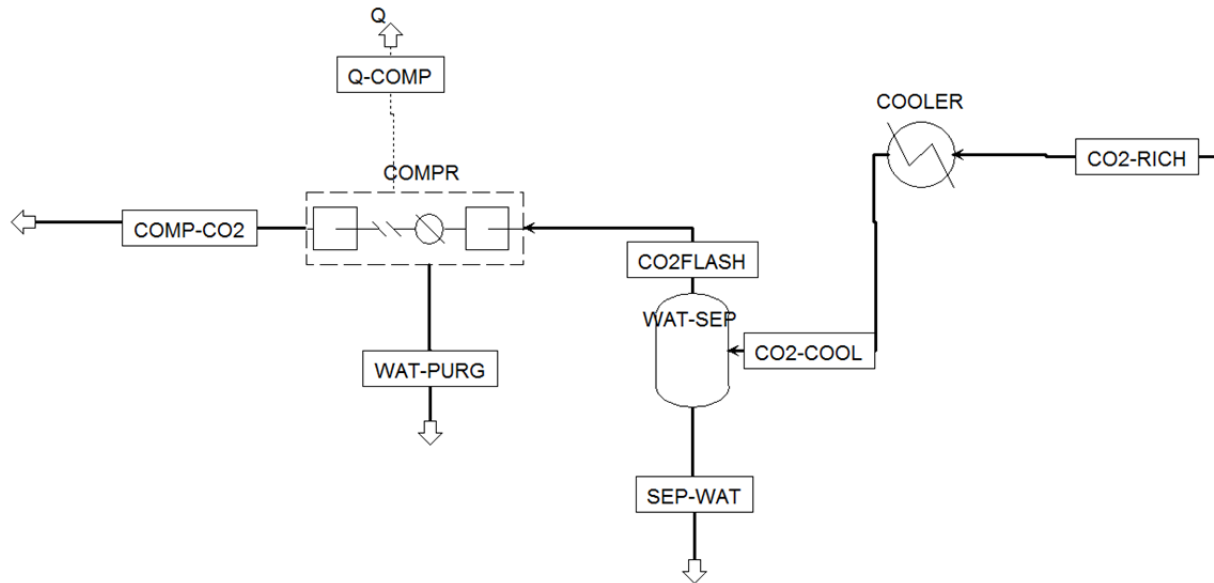 Q
Q-COMP
COOLER
CO2-RICH
COMPR
COMP-CO2
CO2FLASH
WAT-SEP
CO2-COOL
WAT-PURG
SEP-WAT